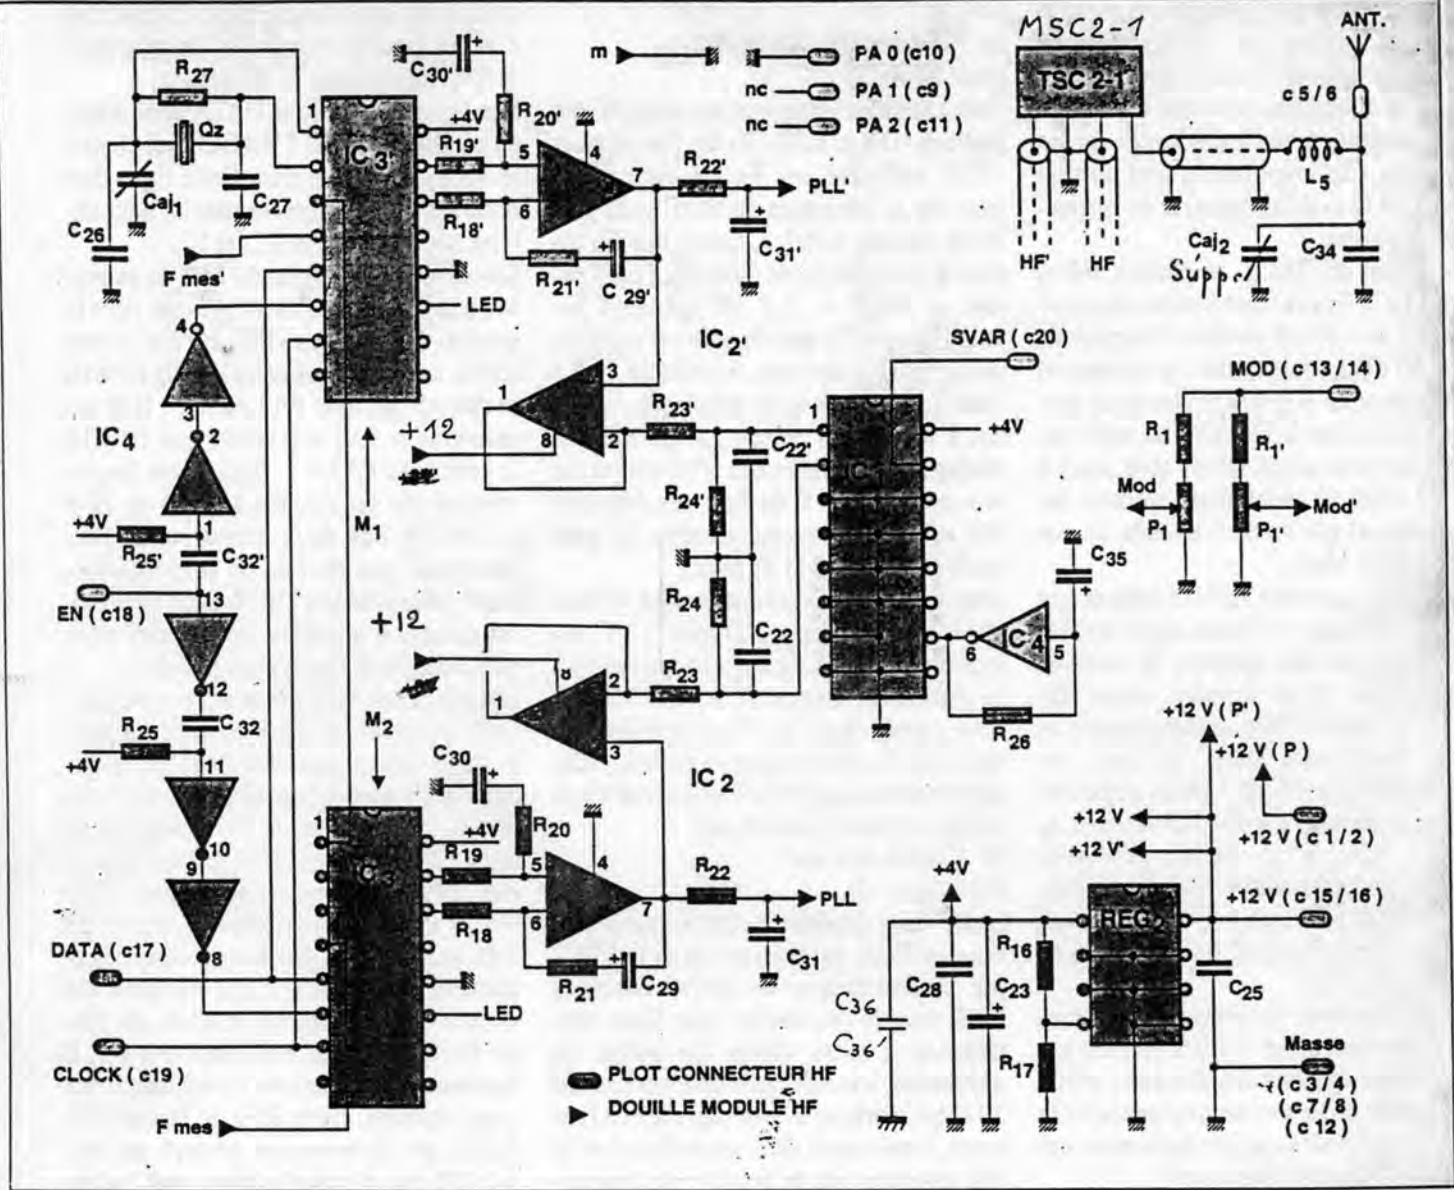 MSC2-1
ANT.
R27
C30'
m
PA 0 (c10)
TSC 2-1
c 5 / 6
nc
PA 1 ( c9 )
1
+4V
R20'
Qz
nc
PA 2 ( c11 )
C3'
R19'
5
4
R22'
7
PLL'
L5
Caj1
C27
R18'
6
C26
C31'
Caj2
C34
F mes'
R21'
C 29'
HF'
HF
Suppr
LED
4
IC2'
SVAR ( c20 )
3
MOD ( c 13 / 14 )
3
1
R23'
1
+4V
IC4
2
+12
8
2
C22'
R1
R1'
R24'
Mod
Mod'
+4V
1
M1
P1
P1'
R25'
C32'
C35
EN ( c18 )
13
R24
+12
C22
IC4
6
5
12
8
2
R23
1
R25
C32
M2
3
R26
+12 V ( P' )
+4V
11
C30
IC2
+12 V ( P )
1
R20
+12 V
10
+4V
+12 V ( c 1 / 2 )
9
R19
5
4
R22
+12 V'
C3
7
PLL
+4V
R18
6
REG2
+12 V ( c 15 / 16 )
DATA ( c17 )
8
C31
R16
R21
C29
C28
C23
C25
LED
C36
C36'
CLOCK ( c19 )
R17
Masse
PLOT CONNECTEUR HF
( c 3 / 4 )
DOUILLE MODULE HF
( c 7 / 8 )
F mes
( c 12 )